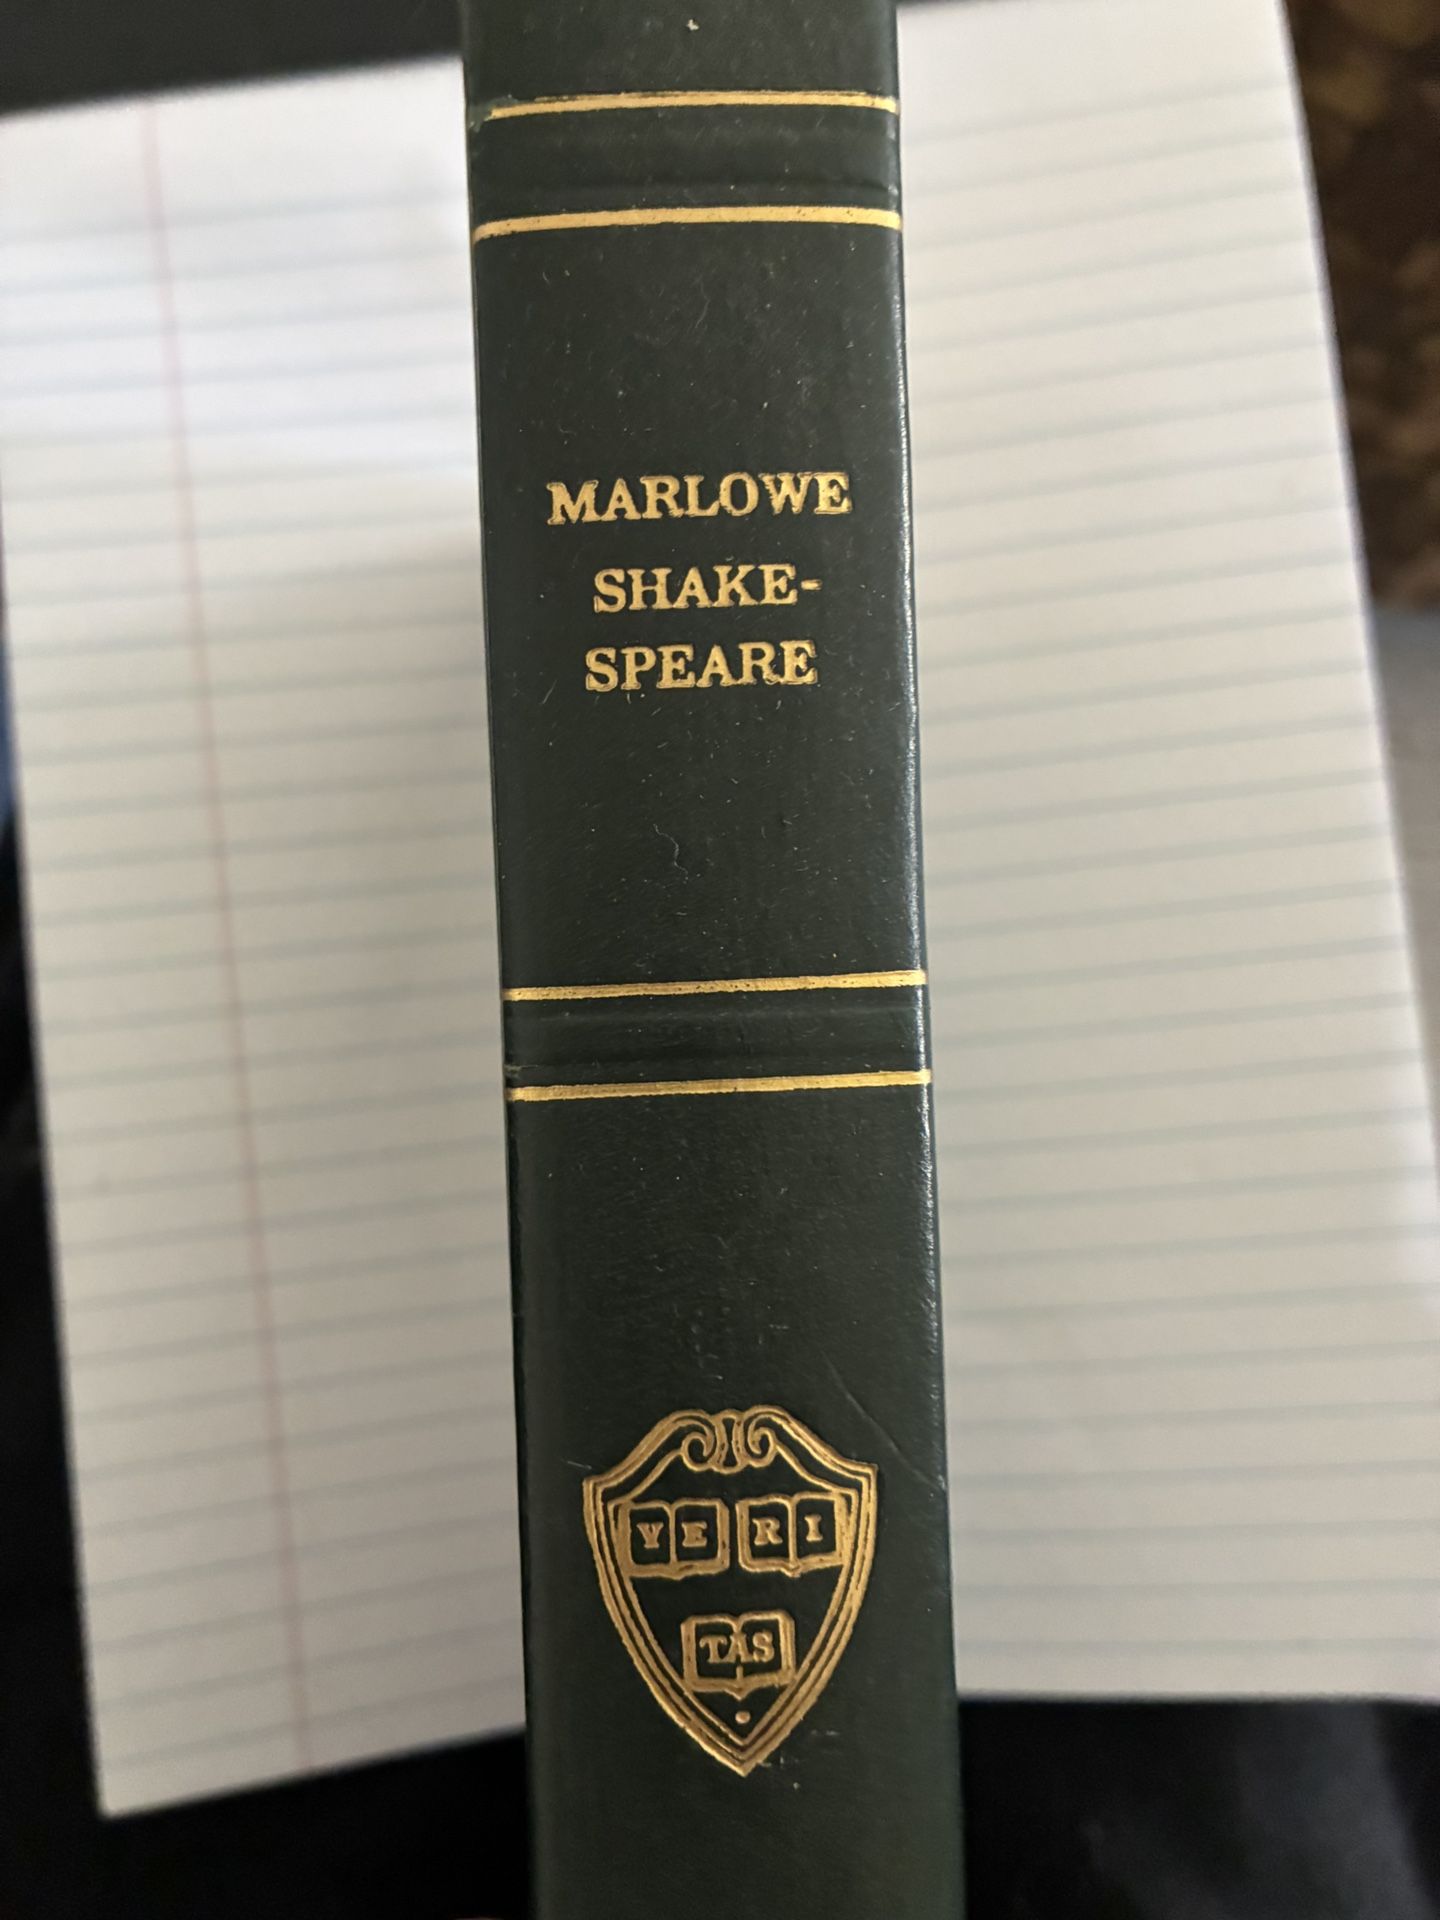 MARLOWE
SHAKE-
SPEARE
VE RI
TAS